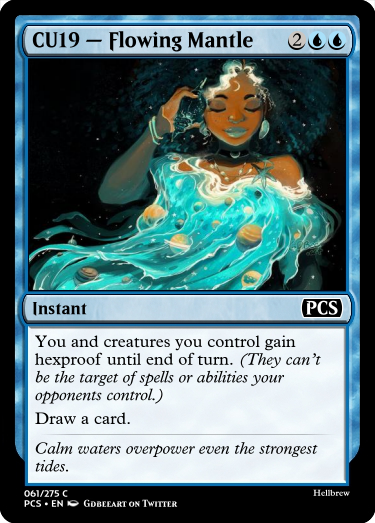 CU19 — Flowing Mantle 2
Instant PCS
You and creatures you control gain
hexproof until end of turn. (They can't
be the target of spells or abilities your
opponents control.)
Draw a card.
Calm waters overpower even the strongest
tides.
061/275 C Hellbrew
PCS • EN GDBEEART ON TWITTER